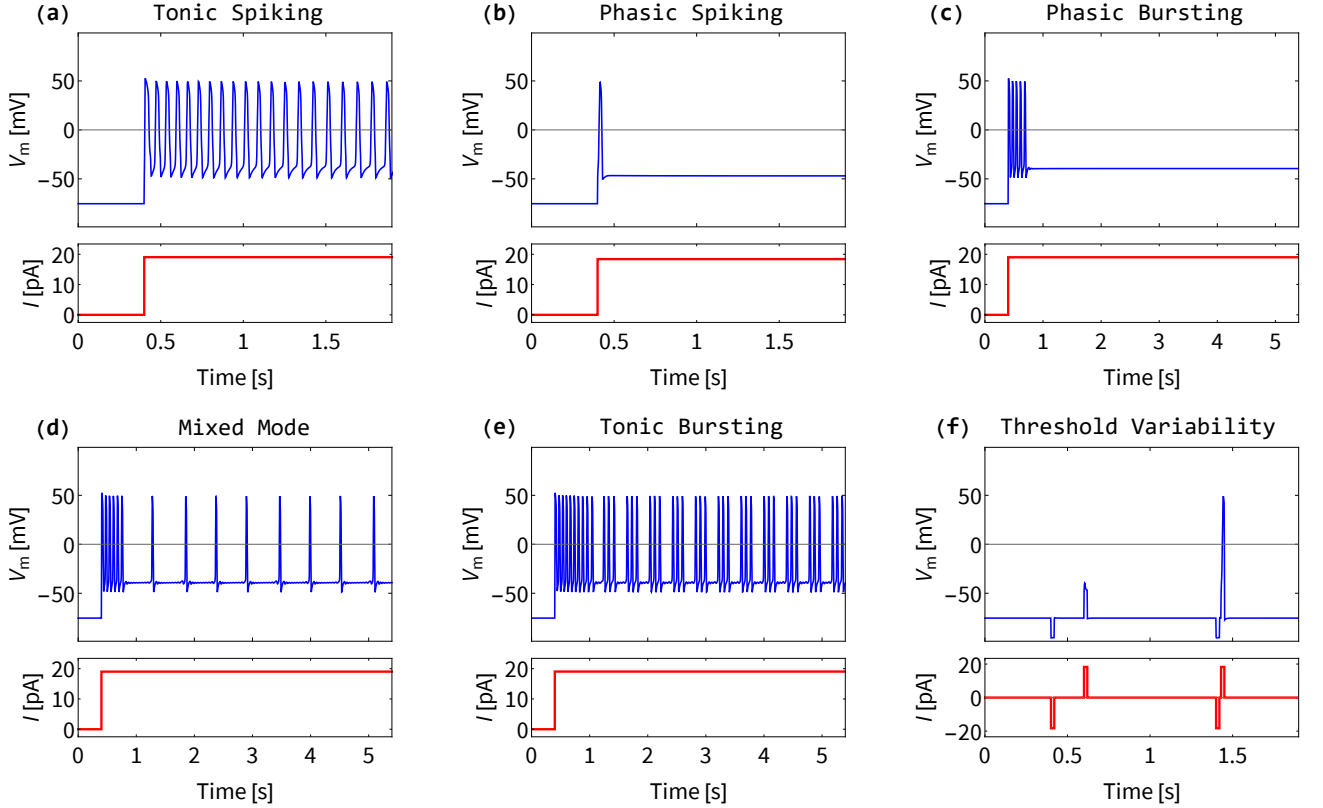 (a) Tonic Spiking
50
0
−50
Vm [mV]
20
10
0
I [pA]
0 0.5 1 1.5
Time [s]
(b) Phasic Spiking
50
0
−50
Vm [mV]
20
10
0
I [pA]
0 0.5 1 1.5
Time [s]
(c) Phasic Bursting
50
0
−50
Vm [mV]
20
10
0
I [pA]
0 1 2 3 4 5
Time [s]
(d) Mixed Mode
50
0
−50
Vm [mV]
20
10
0
I [pA]
0 1 2 3 4 5
Time [s]
(e) Tonic Bursting
50
0
−50
Vm [mV]
20
10
0
I [pA]
0 1 2 3 4 5
Time [s]
(f) Threshold Variability
50
0
−50
Vm [mV]
20
0
−20
I [pA]
0 0.5 1 1.5
Time [s]